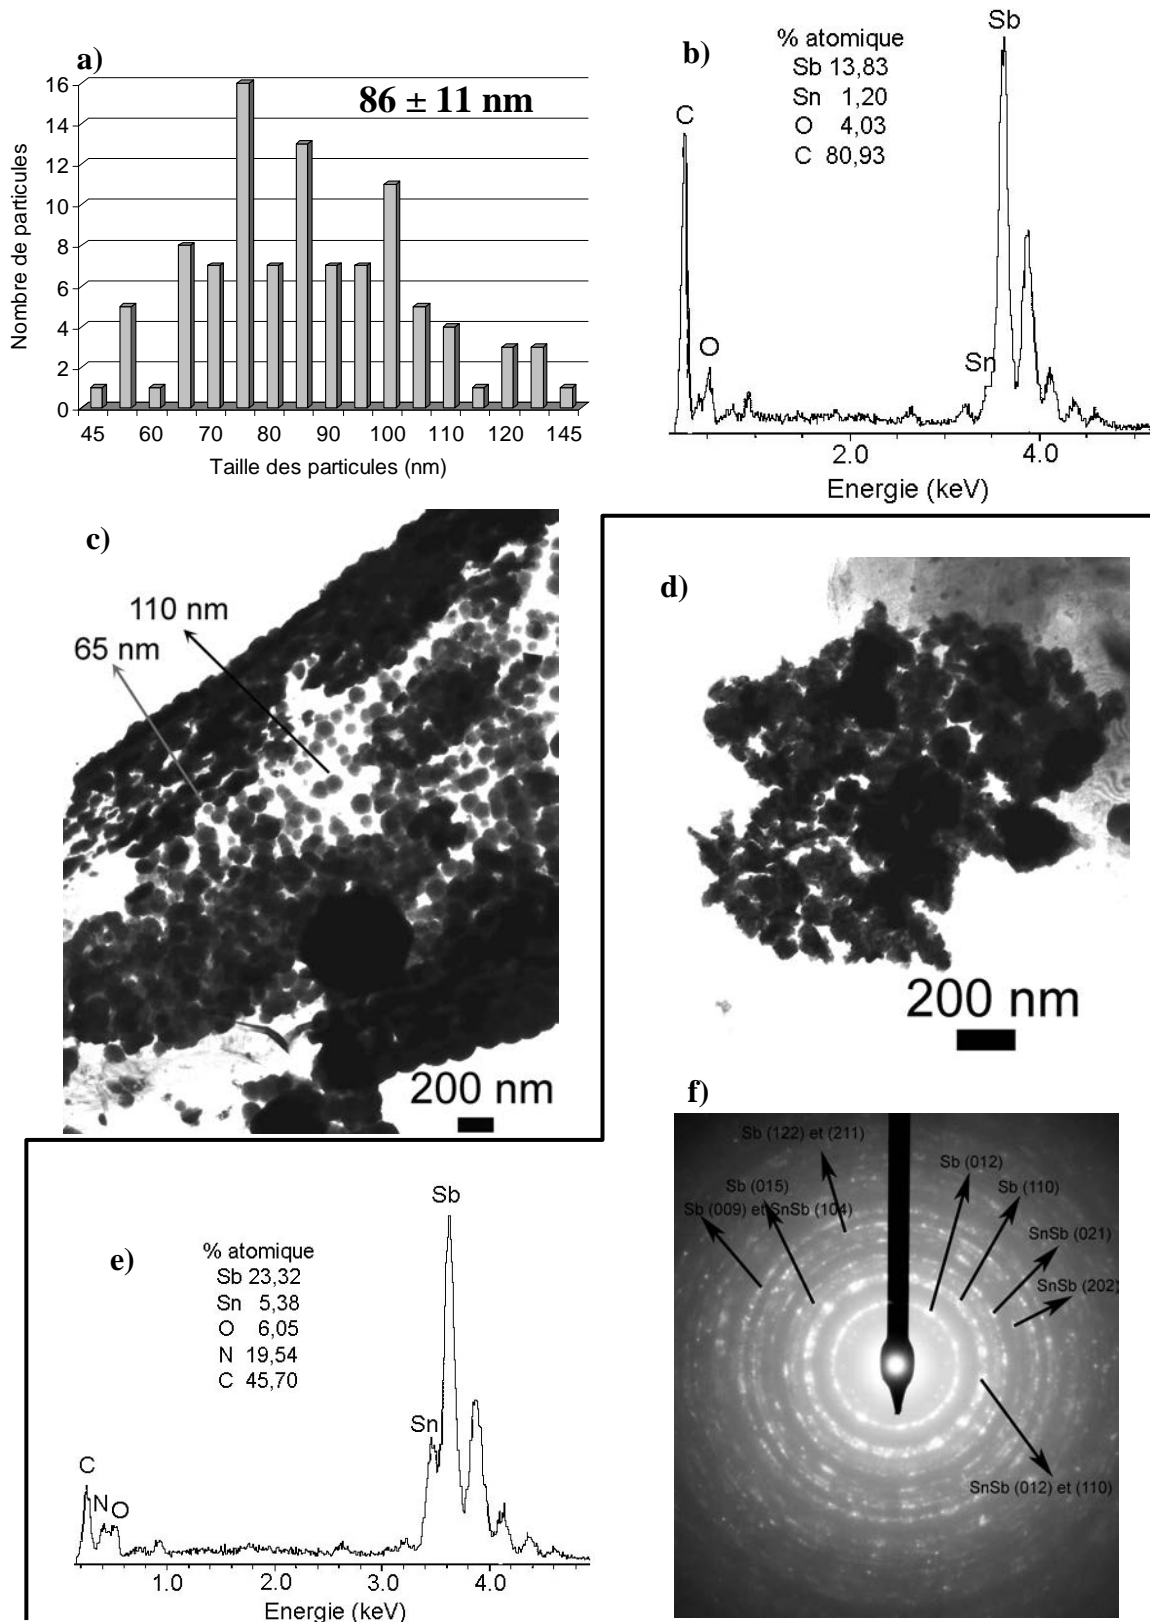 a)
86 ± 11 nm
Nombre de particules
16
14
12
10
8
6
4
2
0
45 60 70 80 90 100 110 120 145
Taille des particules (nm)
b)
% atomique
Sb 13,83
Sn 1,20
O 4,03
C 80,93
C
O
Sn
Sb
2.0 4.0
Energie (keV)
c)
110 nm
65 nm
200 nm
d)
200 nm
e)
% atomique
Sb 23,32
Sn 5,38
O 6,05
N 19,54
C 45,70
C
N
O
Sn
Sb
1.0 2.0 3.0 4.0
Energie (keV)
f)
Sb (122) et (211)
Sb (012)
Sb (015)
Sb (110)
Sb (009) et SnSb (104)
SnSb (021)
SnSb (202)
SnSb (012) et (110)